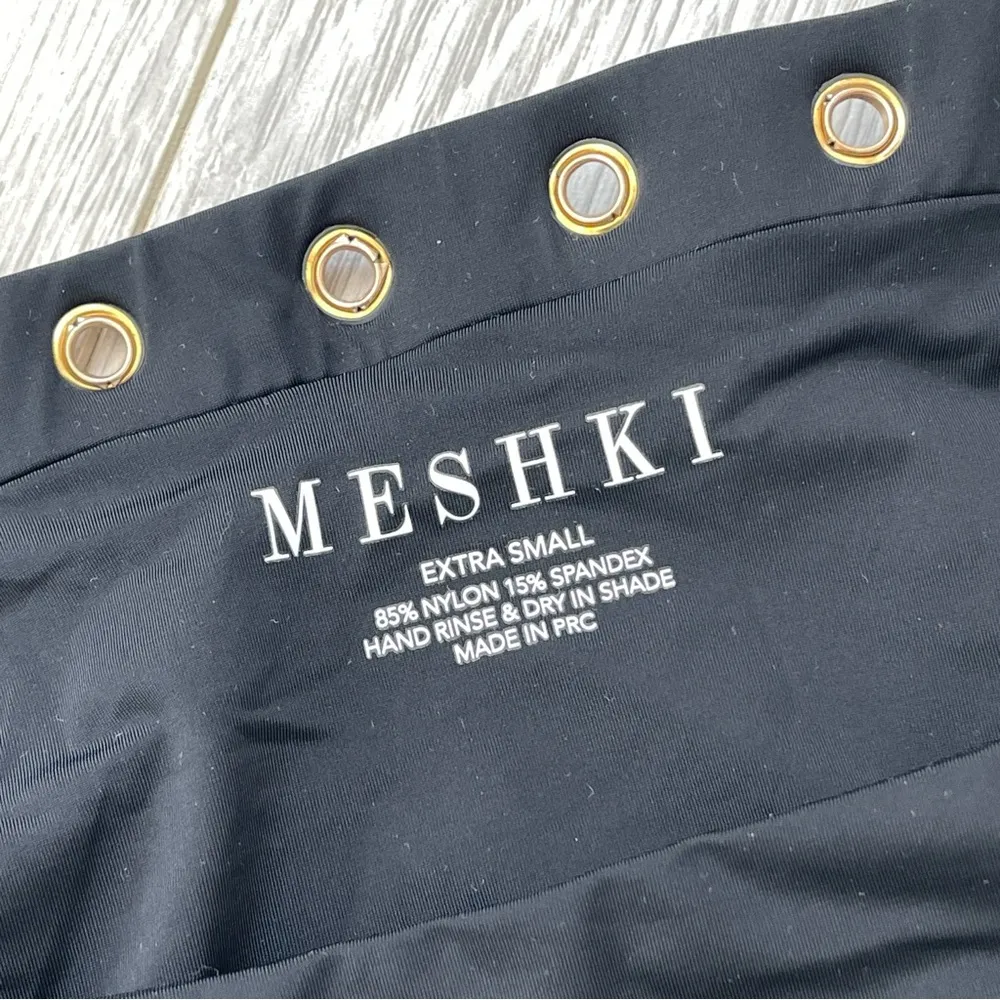 MESHKI
EXTRA SMALL
85% NYLON 15% SPANDEX
HAND RINSE & DRY IN SHADE
MADE IN PRC